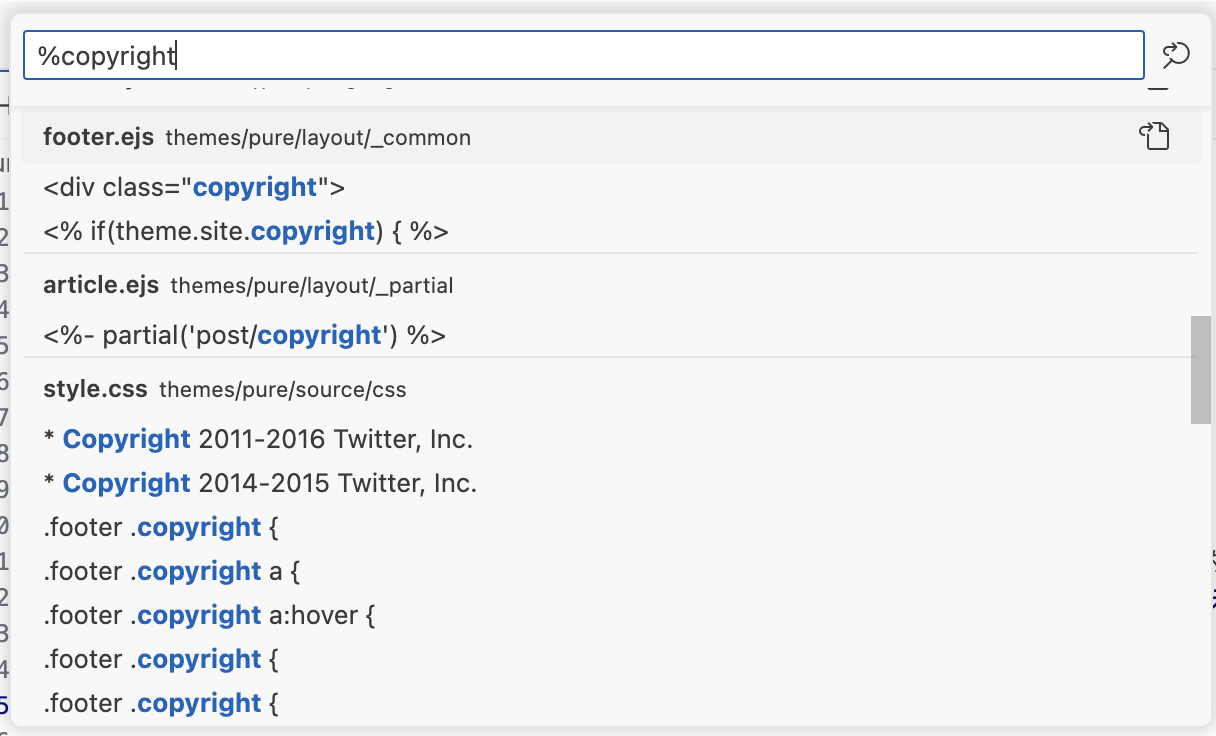 %copyright
footer.ejs themes/pure/layout/_common
<div class="copyright">
<% if(theme.site.copyright) { %>
article.ejs themes/pure/layout/_partial
<%- partial('post/copyright') %>
style.css themes/pure/source/css
* Copyright 2011-2016 Twitter, Inc.
* Copyright 2014-2015 Twitter, Inc.
.footer .copyright {
.footer .copyright a {
.footer .copyright a:hover {
.footer .copyright {
.footer .copyright {